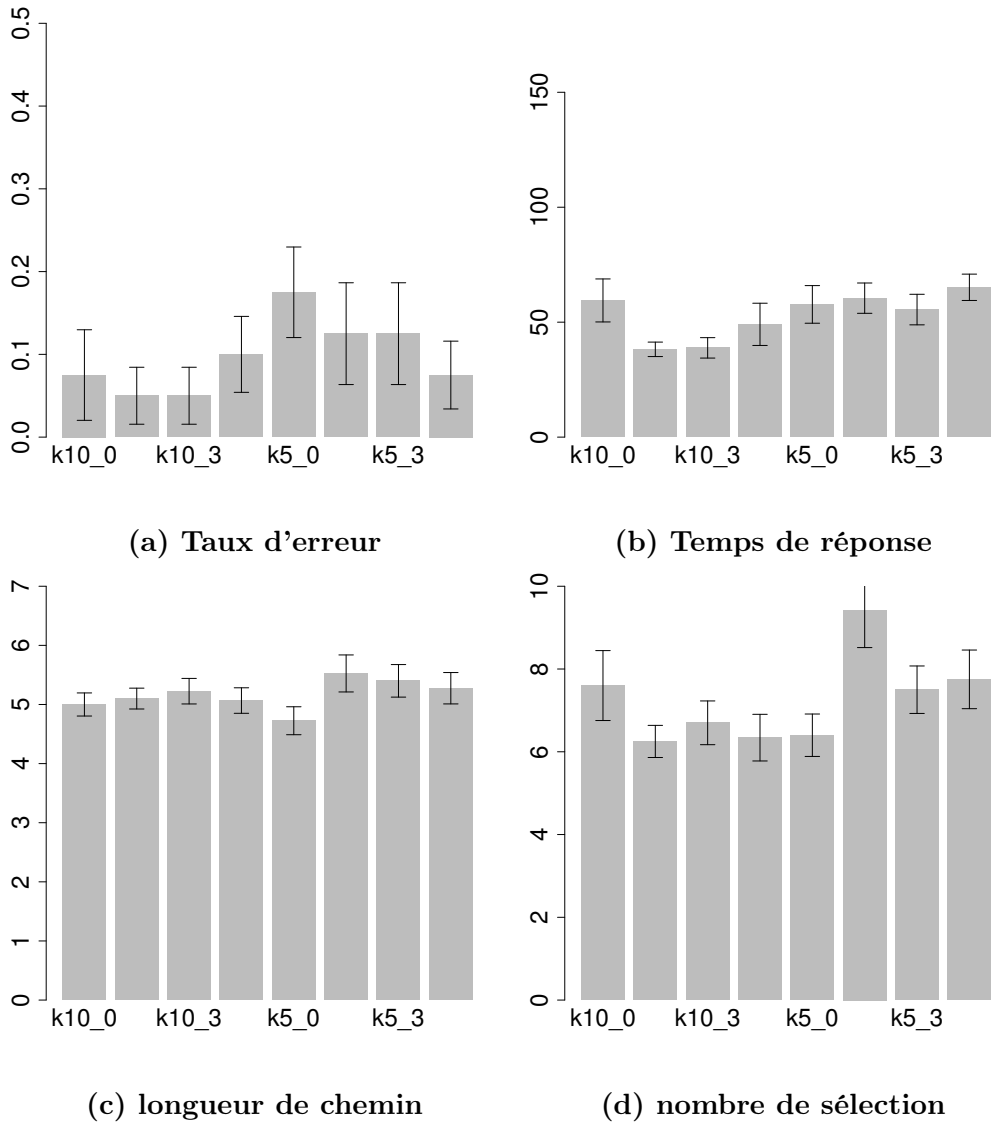 0.0 0.1 0.2 0.3 0.4 0.5
k10_0 k10_3 k5_0 k5_3
(a) Taux d'erreur
0 50 100 150
k10_0 k10_3 k5_0 k5_3
(b) Temps de réponse
0 1 2 3 4 5 6 7
k10_0 k10_3 k5_0 k5_3
(c) longueur de chemin
0 2 4 6 8 10
k10_0 k10_3 k5_0 k5_3
(d) nombre de sélection